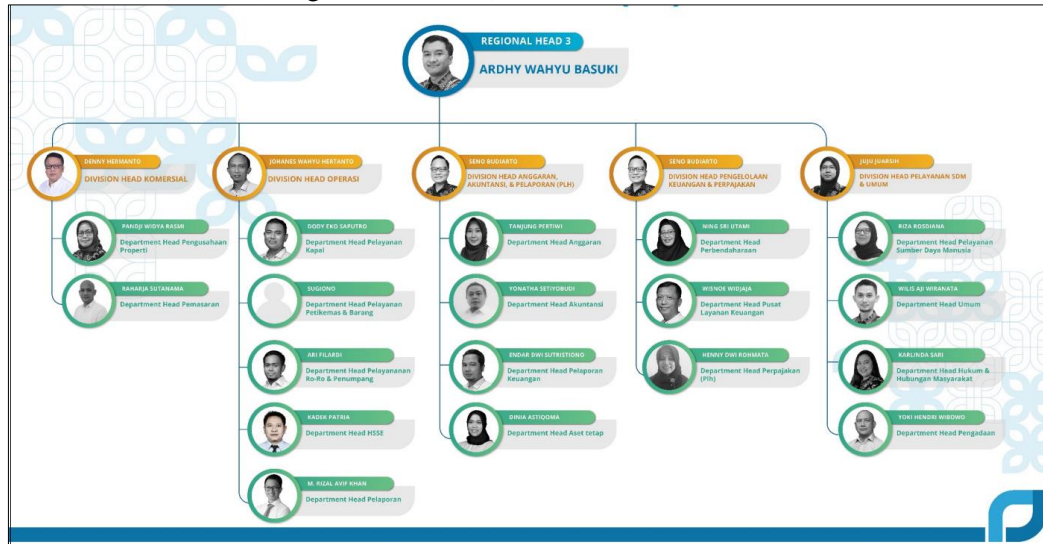 REGIONAL HEAD 3
ARDHY WAHYU BASUKI
DENNY HERMANTO
DIVISION HEAD KOMERSIAL
PANDJI WIDYA RASMI
Department Head Pengusahaan
Properti
RAHARJA SUTANAMA
Department Head Pemasaran
JOHANES WAHYU HERTANTO
DIVISION HEAD OPERASI
DODY EKO SAPUTRO
Department Head Pelayanan
Kapal
SUGIONO
Department Head Pelayanan
Petikemas & Barang
ARI FILARDI
Department Head Pelayananan
Ro-Ro & Penumpang
KADEK PATRIA
Department Head HSSE
M. RIZAL AVIF KHAN
Department Head Pelaporan
SENO BUDIARTO
DIVISION HEAD ANGGARAN,
AKUNTANSI, & PELAPORAN (PLH)
TANJUNG PERTIWI
Department Head Anggaran
YONATHA SETIYOBUDI
Department Head Akuntansi
ENDAR DWI SUTRISTIONO
Department Head Pelaporan
Keuangan
DINIA ASTIQOMA
Department Head Aset tetap
SENO BUDIARTO
DIVISION HEAD PENGELOLAAN
KEUANGAN & PERPAJAKAN
NING SRI UTAMI
Department Head
Perbendaharaan
WISNOE WIDJAJA
Department Head Pusat
Layanan Keuangan
HENNY DWI ROHMATA
Department Head Perpajakan
(Plh)
JUJU JUARSIH
DIVISION HEAD PELAYANAN SDM
& UMUM
RIZA ROSDIANA
Department Head Pelayanan
Sumber Daya Manusia
WILIS AJI WIRANATA
Department Head Umum
KARLINDA SARI
Department Head Hukum &
Hubungan Masyarakat
YOKI HENDRI WIBOWO
Department Head Pengadaan